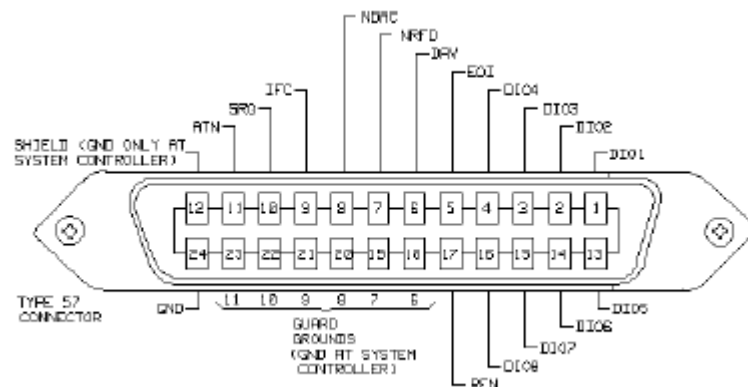 NDAC
NRFD
DAV
EOI
DIO4
DIO3
DIO2
DIO1
IFC
SRQ
ATN
SHIELD (GND ONLY AT
SYSTEM CONTROLLER)
12 11 10 9 8 7 6 5 4 3 2 1
24 23 22 21 20 19 18 17 16 15 14 13
TYPE 57
CONNECTOR
GND
11 10 9 8 7 6
GUARD
GROUNDS
(GND AT SYSTEM
CONTROLLER)
DIO5
DIO6
DIO7
DIO8
REN